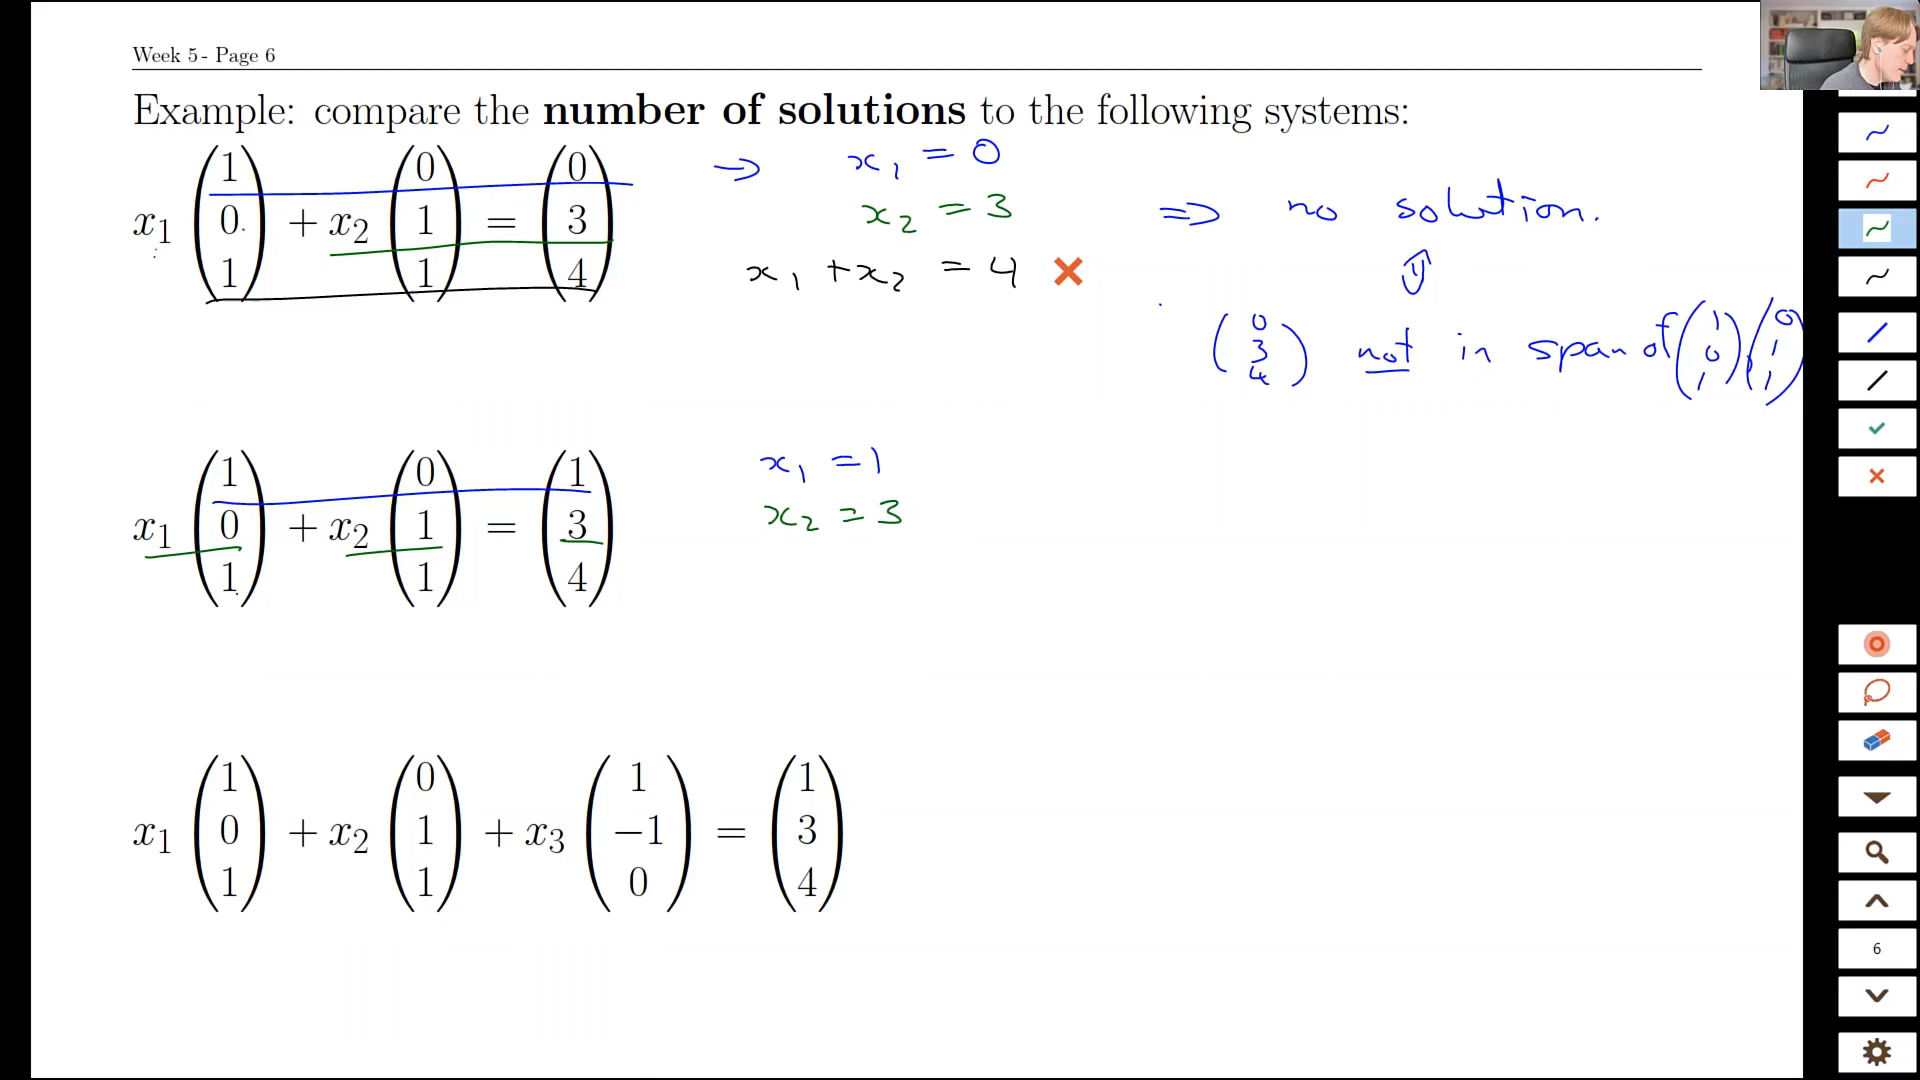 Week 5 - Page 6
Example: compare the number of solutions to the following systems:
x₁ (1 0 1) + x₂ (0 1 1) = (0 3 4)
→ x₁ = 0
x₂ = 3
x₁ + x₂ = 4 ✕
⇒ no solution.
⇕
(0 3 4) not in span of (1 0 1) (0 1 1)
x₁ (1 0 1) + x₂ (0 1 1) = (1 3 4)
x₁ = 1
x₂ = 3
x₁ (1 0 1) + x₂ (0 1 1) + x₃ (1 −1 0) = (1 3 4)
6